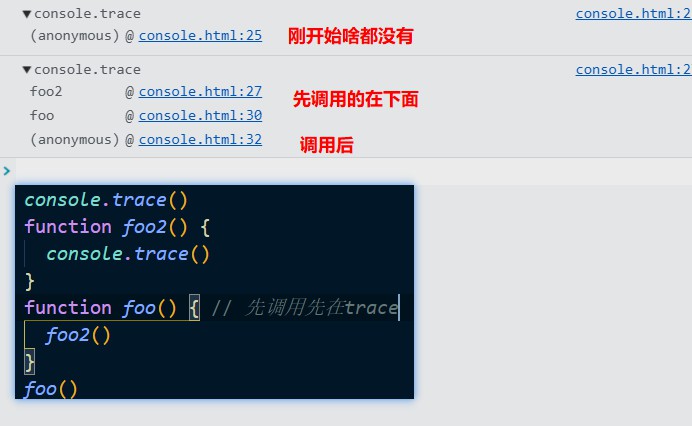 ▼console.trace console.html:2
(anonymous) @ console.html:25 刚开始啥都没有
▼console.trace console.html:2
foo2 @ console.html:27 先调用的在下面
foo @ console.html:30
(anonymous) @ console.html:32 调用后
>
console.trace()
function foo2() {
console.trace()
}
function foo() { // 先调用先在trace
foo2()
}
foo()